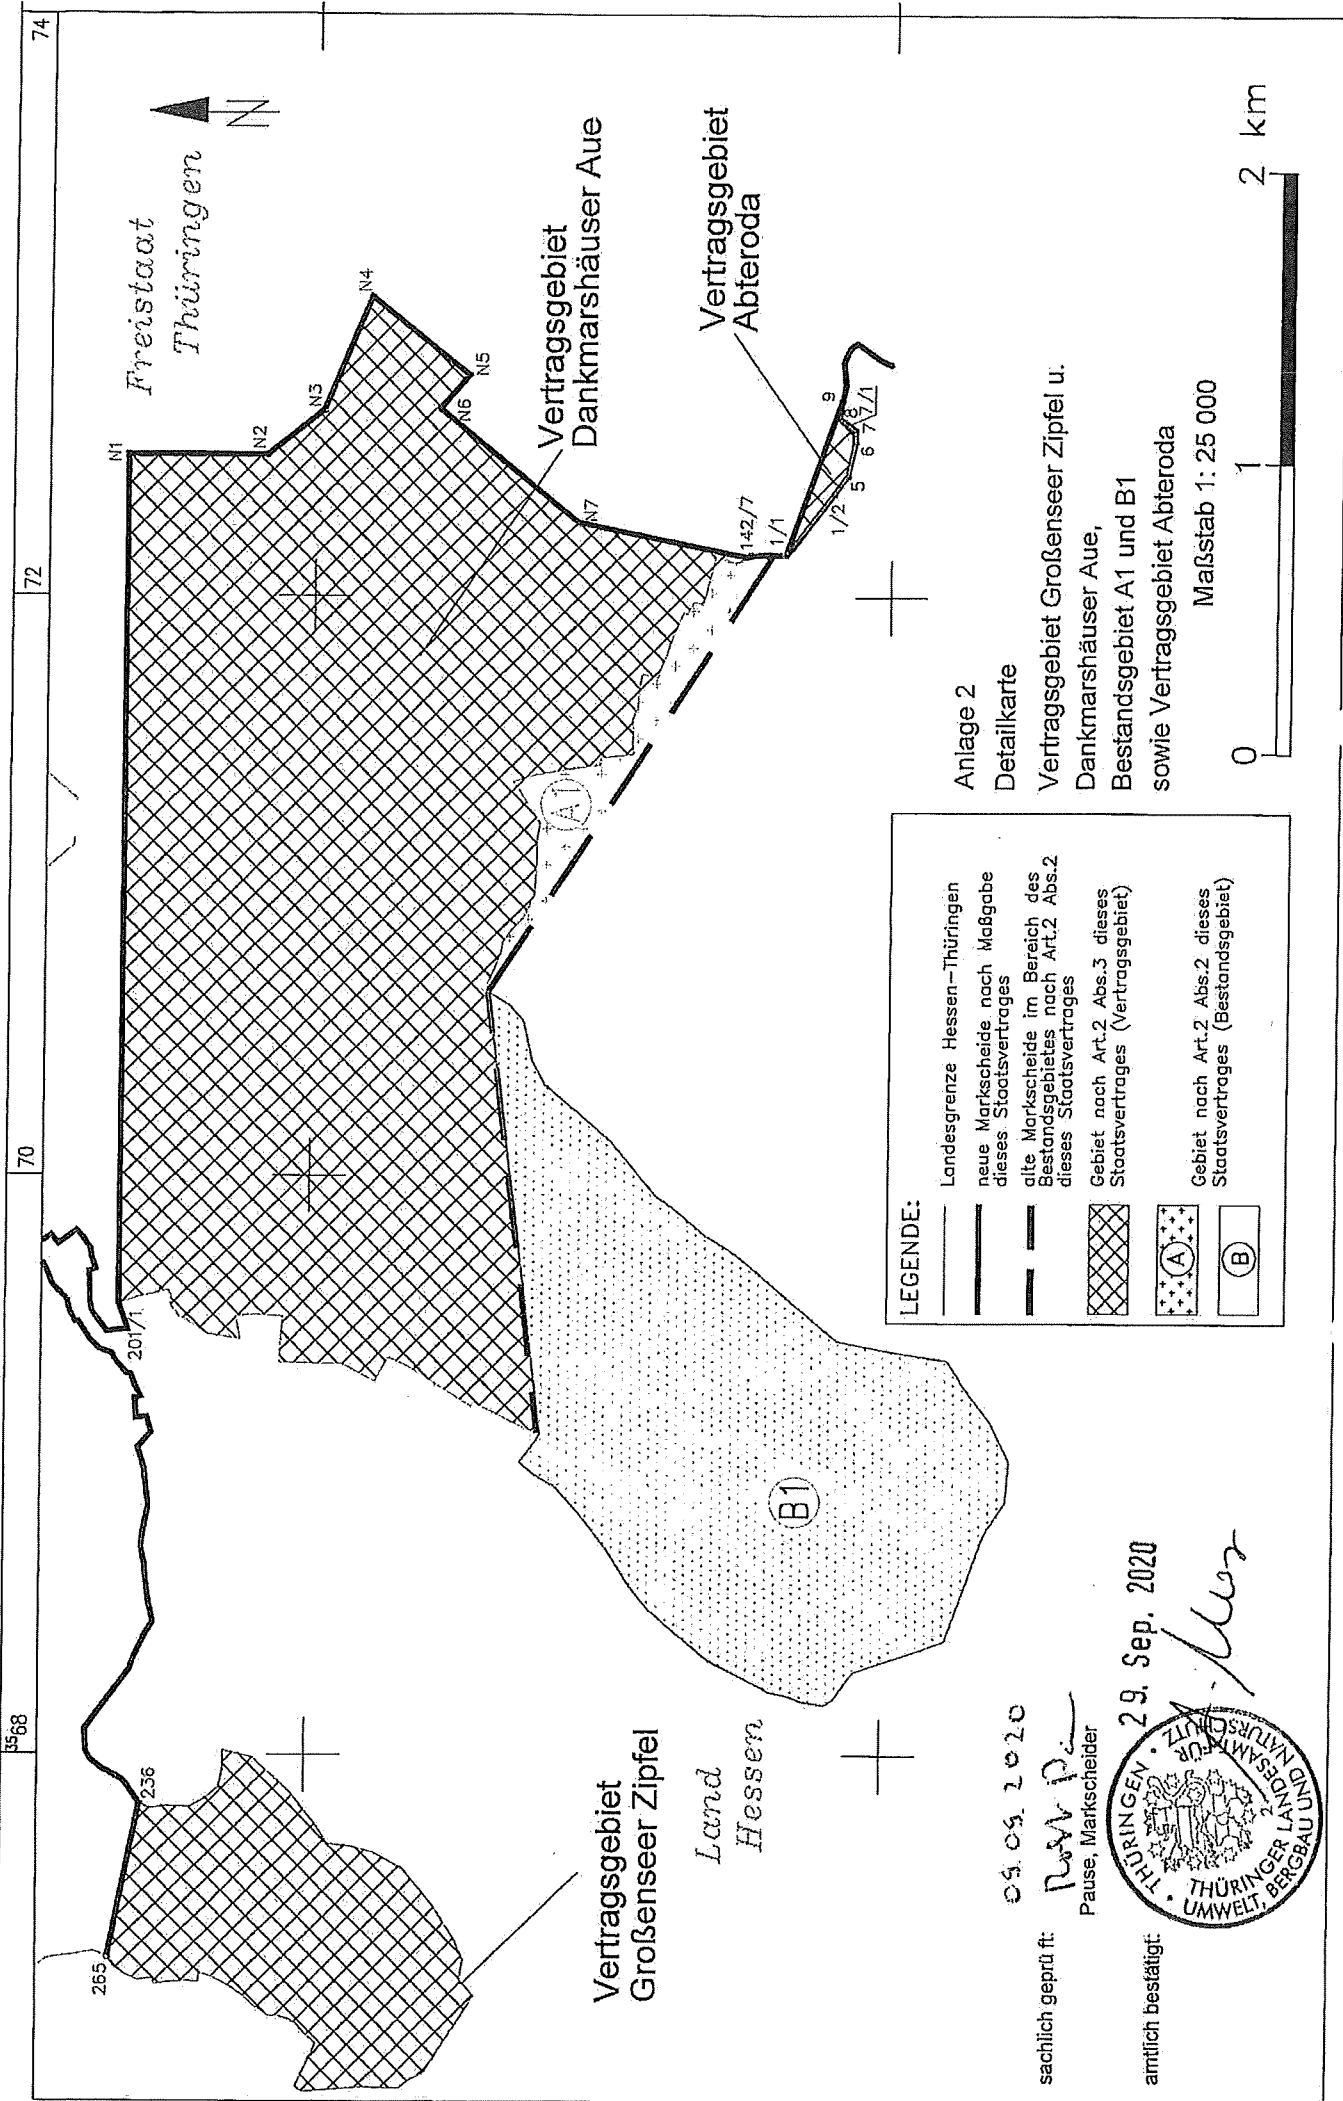 3568
70
72
74
Freistaat
Thüringen
N
265
236
201/1
N1
N2
N3
N4
N5
N6
N7
142/7
1/1
1/2
5
6
7
8
7/1
9
Vertragsgebiet
Dankmarshäuser Aue
Vertragsgebiet
Abteroda
A1
B1
Vertragsgebiet
Großenseer Zipfel
Land
Hessen
LEGENDE:
Landesgrenze Hessen-Thüringen
neue Markscheide nach Maßgabe
dieses Staatsvertrages
alte Markscheide im Bereich des
Bestandsgebietes nach Art.2 Abs.2
dieses Staatsvertrages
Gebiet nach Art.2 Abs.3 dieses
Staatsvertrages (Vertragsgebiet)
A
B
Gebiet nach Art.2 Abs.2 dieses
Staatsvertrages (Bestandsgebiet)
Anlage 2
Detailkarte
Vertragsgebiet Großenseer Zipfel u.
Dankmarshäuser Aue,
Bestandsgebiet A1 und B1
sowie Vertragsgebiet Abteroda
Maßstab 1: 25 000
0 1 2 km
sachlich geprüft:
Pause, Markscheider
amtlich bestätigt:
29. Sep. 2020
THÜRINGEN
THÜRINGER LANDESAMT FÜR
UMWELT, BERGBAU UND NATURSCHUTZ
2